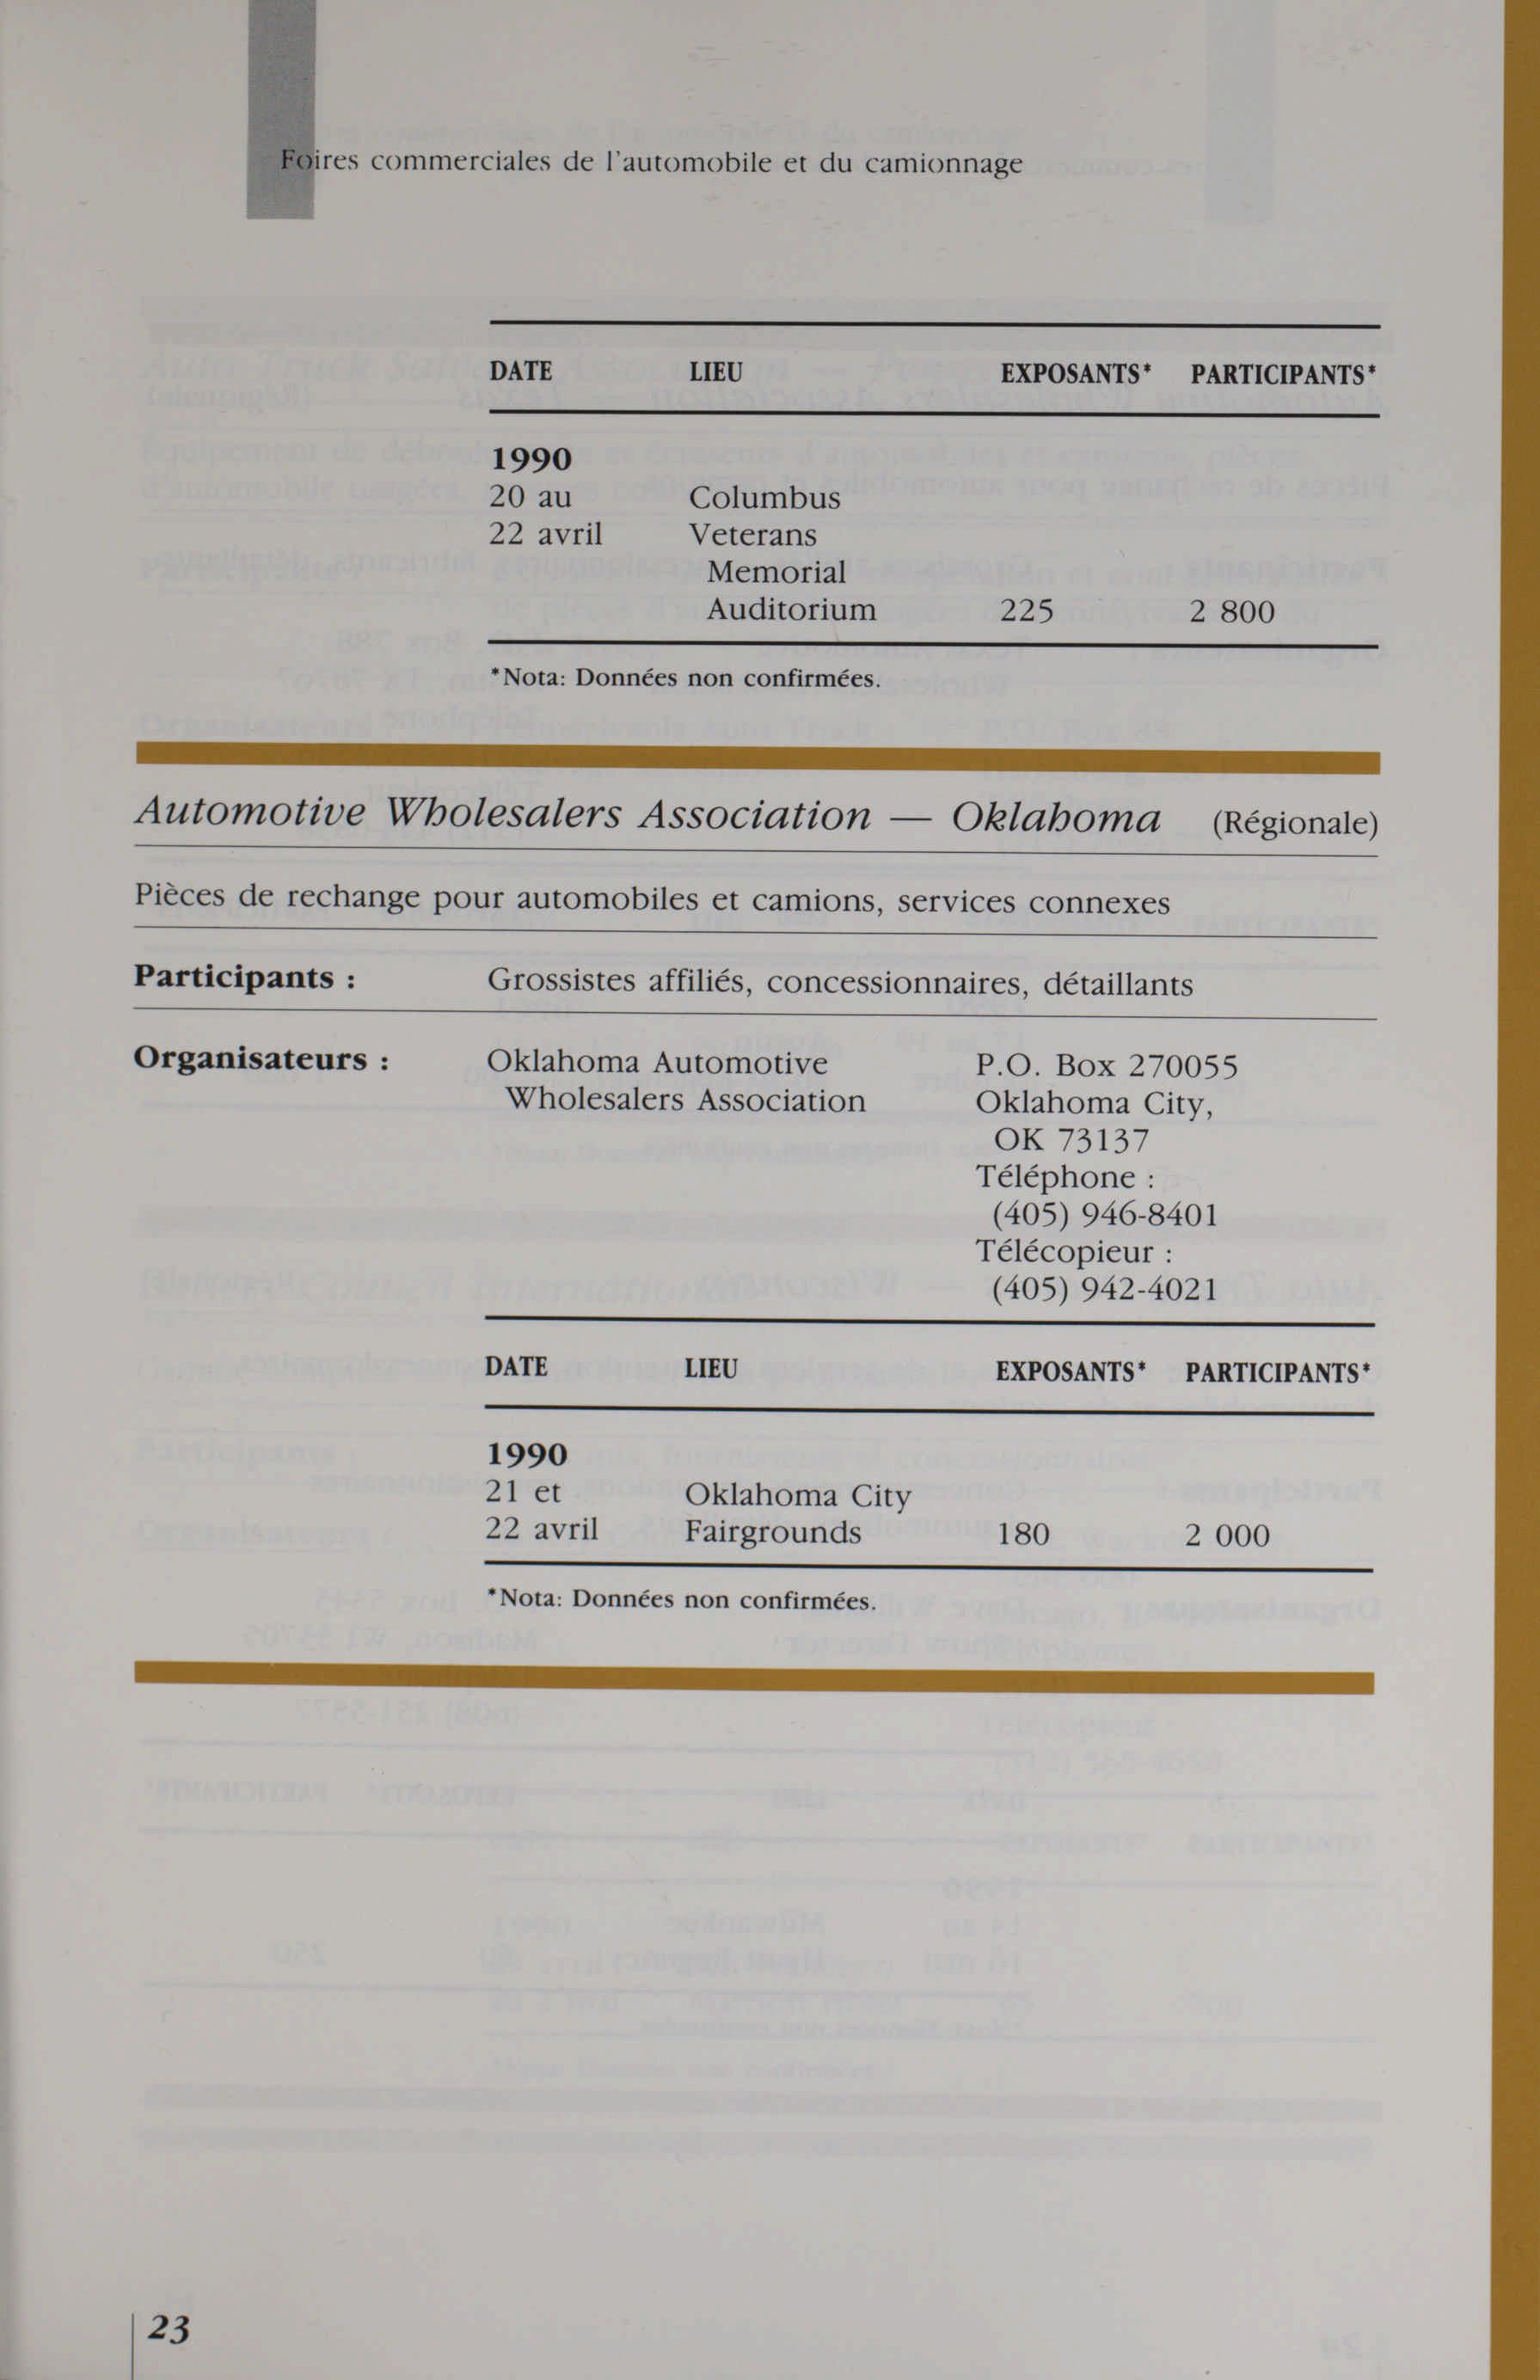 Foires commerciales de l'automobile et du camionnage
DATE LIEU EXPOSANTS* PARTICIPANTS*
1990
20 au Columbus
22 avril Veterans
Memorial
Auditorium 225 2 800
*Nota: Données non confirmées.
Automotive Wholesalers Association — Oklahoma (Régionale)
Pièces de rechange pour automobiles et camions, services connexes
Participants : Grossistes affiliés, concessionnaires, détaillants
Organisateurs : Oklahoma Automotive P.O. Box 270055
Wholesalers Association Oklahoma City,
OK 73137
Téléphone :
(405) 946-8401
Télécopieur :
(405) 942-4021
DATE LIEU EXPOSANTS* PARTICIPANTS*
1990
21 et Oklahoma City
22 avril Fairgrounds 180 2 000
*Nota: Données non confirmées.
23